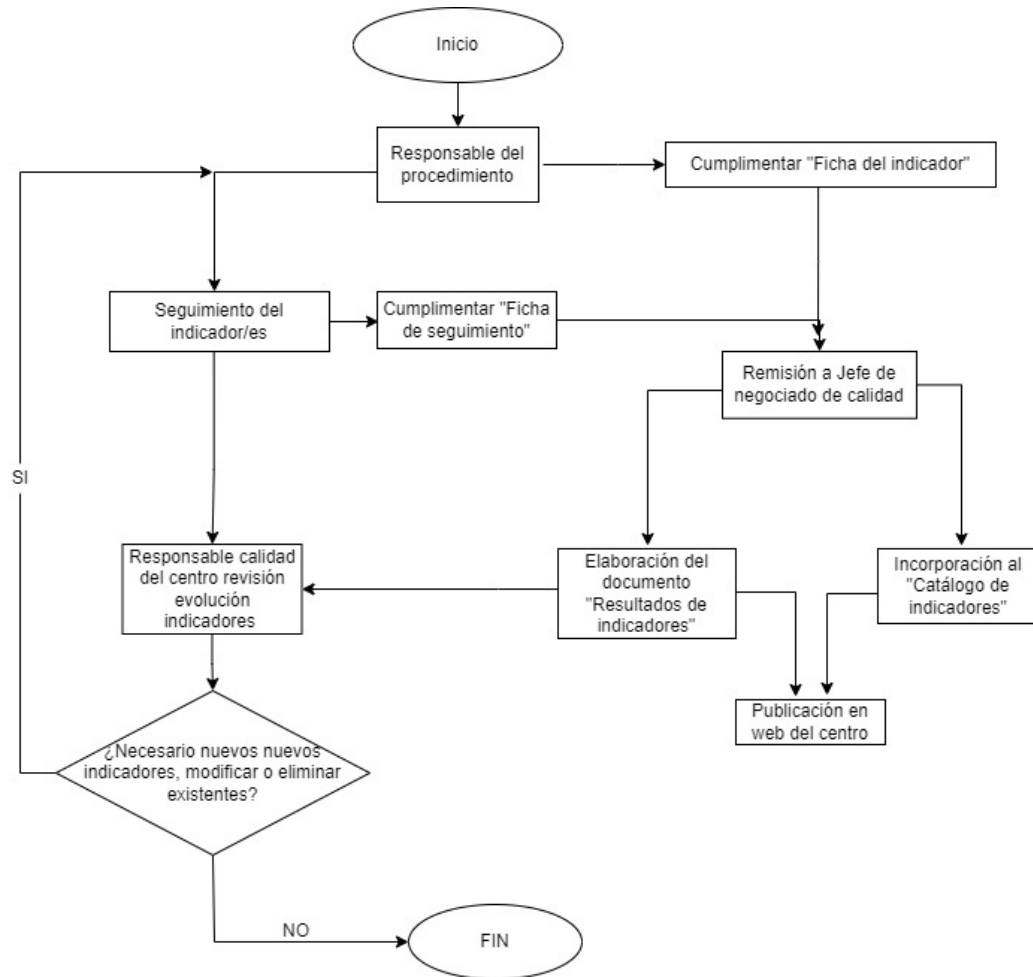 Inicio
Responsable del
procedimiento
Cumplimentar "Ficha del indicador"
Seguimiento del
indicador/es
Cumplimentar "Ficha
de seguimiento"
Remisión a Jefe de
negociado de calidad
SI
Responsable calidad
del centro revisión
evolución
indicadores
Elaboración del
documento
"Resultados de
indicadores"
Incorporación al
"Catálogo de
indicadores"
Publicación en
web del centro
¿Necesario nuevos nuevos
indicadores, modificar o eliminar
existentes?
NO
FIN